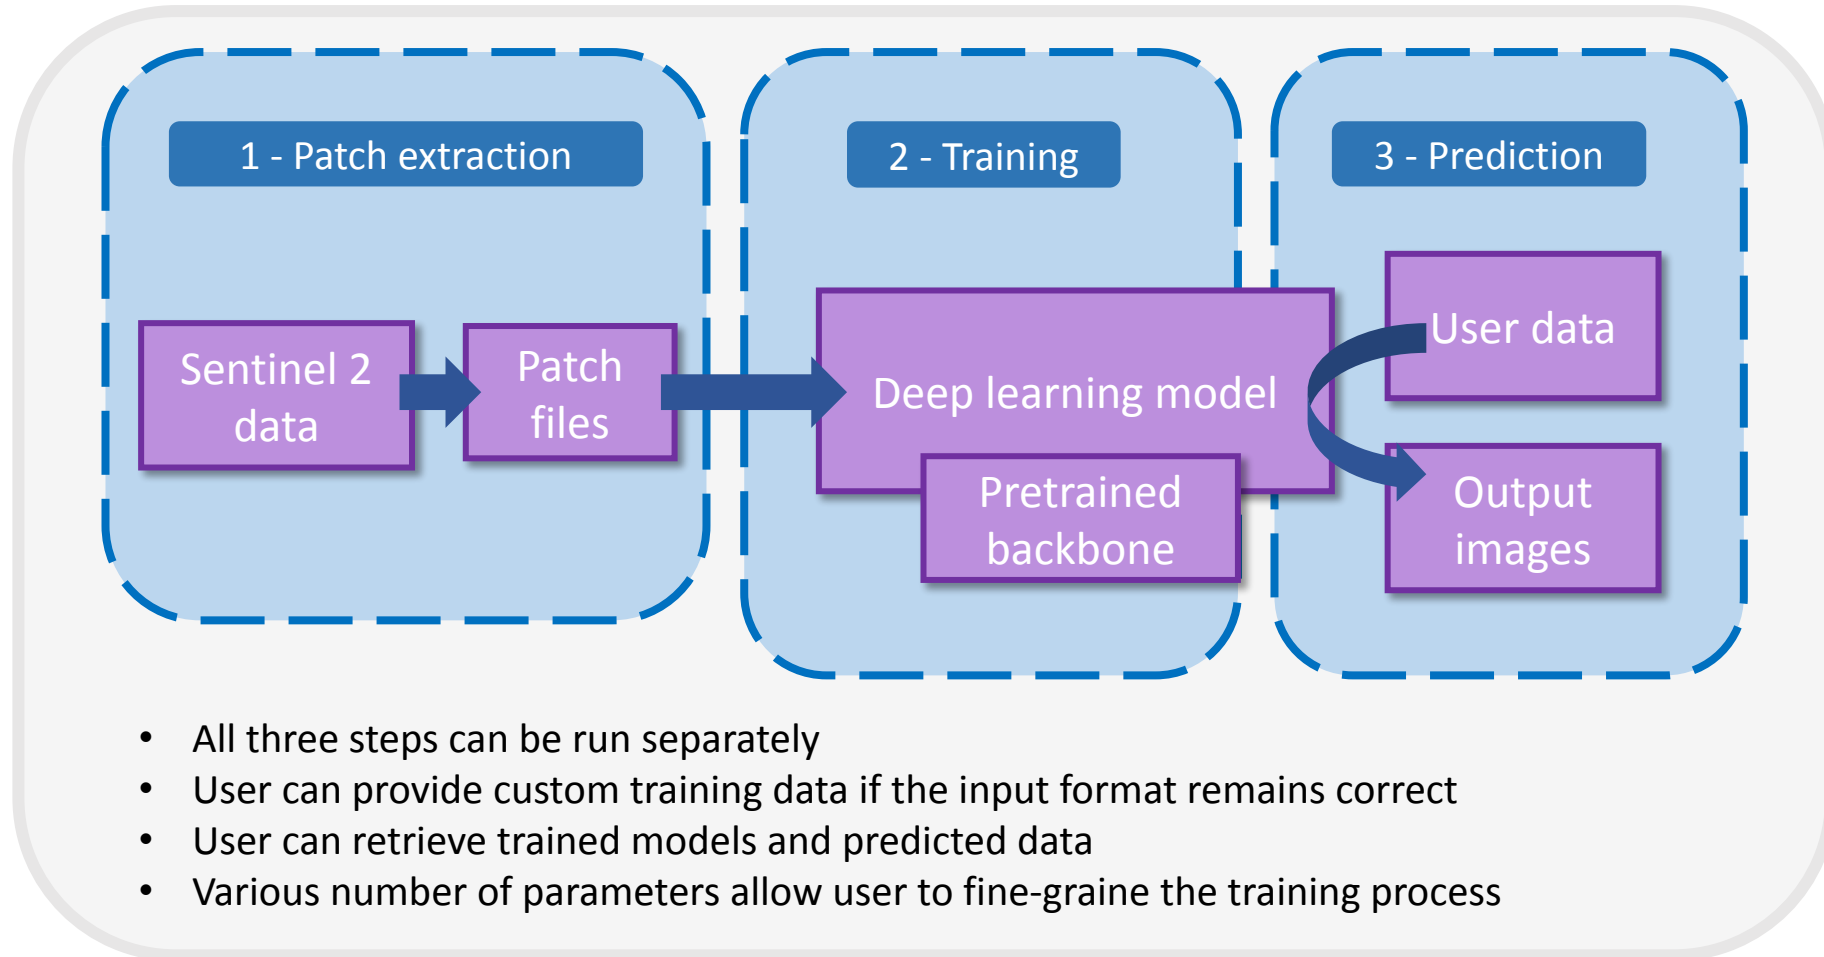 1 - Patch extraction
2 - Training
3 - Prediction
Sentinel 2
data
Patch
files
Deep learning model
Pretrained
backbone
User data
Output
images
• All three steps can be run separately
• User can provide custom training data if the input format remains correct
• User can retrieve trained models and predicted data
• Various number of parameters allow user to fine-graine the training process